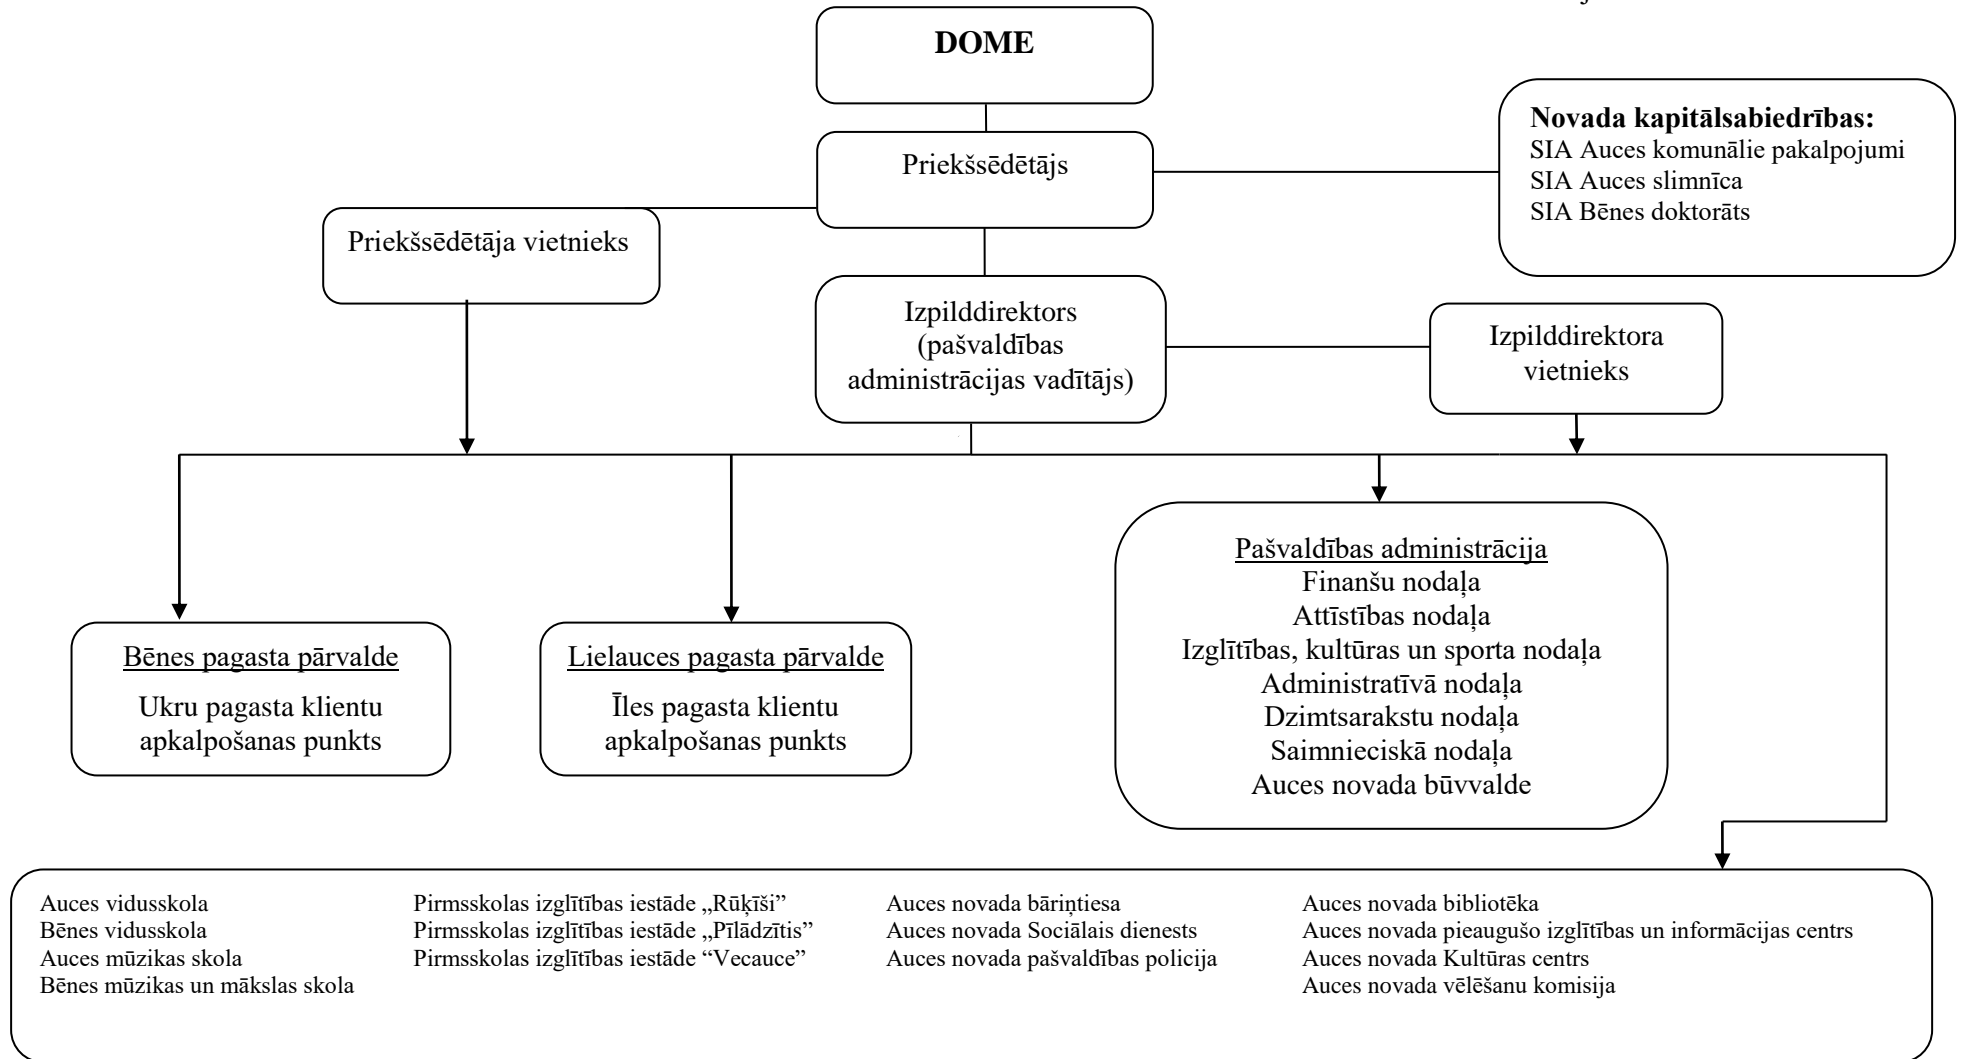 DOME
Novada kapitālsabiedrības:
SIA Auces komunālie pakalpojumi
SIA Auces slimnīca
SIA Bēnes doktorāts
Priekšsēdētājs
Priekšsēdētāja vietnieks
Izpilddirektors
(pašvaldības
administrācijas vadītājs)
Izpilddirektora
vietnieks
Bēnes pagasta pārvalde
Ukru pagasta klientu
apkalpošanas punkts
Lielauces pagasta pārvalde
Īles pagasta klientu
apkalpošanas punkts
Pašvaldības administrācija
Finanšu nodaļa
Attīstības nodaļa
Izglītības, kultūras un sporta nodaļa
Administratīvā nodaļa
Dzimtsarakstu nodaļa
Saimnieciskā nodaļa
Auces novada būvvalde
Auces vidusskola
Bēnes vidusskola
Auces mūzikas skola
Bēnes mūzikas un mākslas skola
Pirmsskolas izglītības iestāde „Rūķīši”
Pirmsskolas izglītības iestāde „Pīlādzītis”
Pirmsskolas izglītības iestāde “Vecauce”
Auces novada bāriņtiesa
Auces novada Sociālais dienests
Auces novada pašvaldības policija
Auces novada bibliotēka
Auces novada pieaugušo izglītības un informācijas centrs
Auces novada Kultūras centrs
Auces novada vēlēšanu komisija